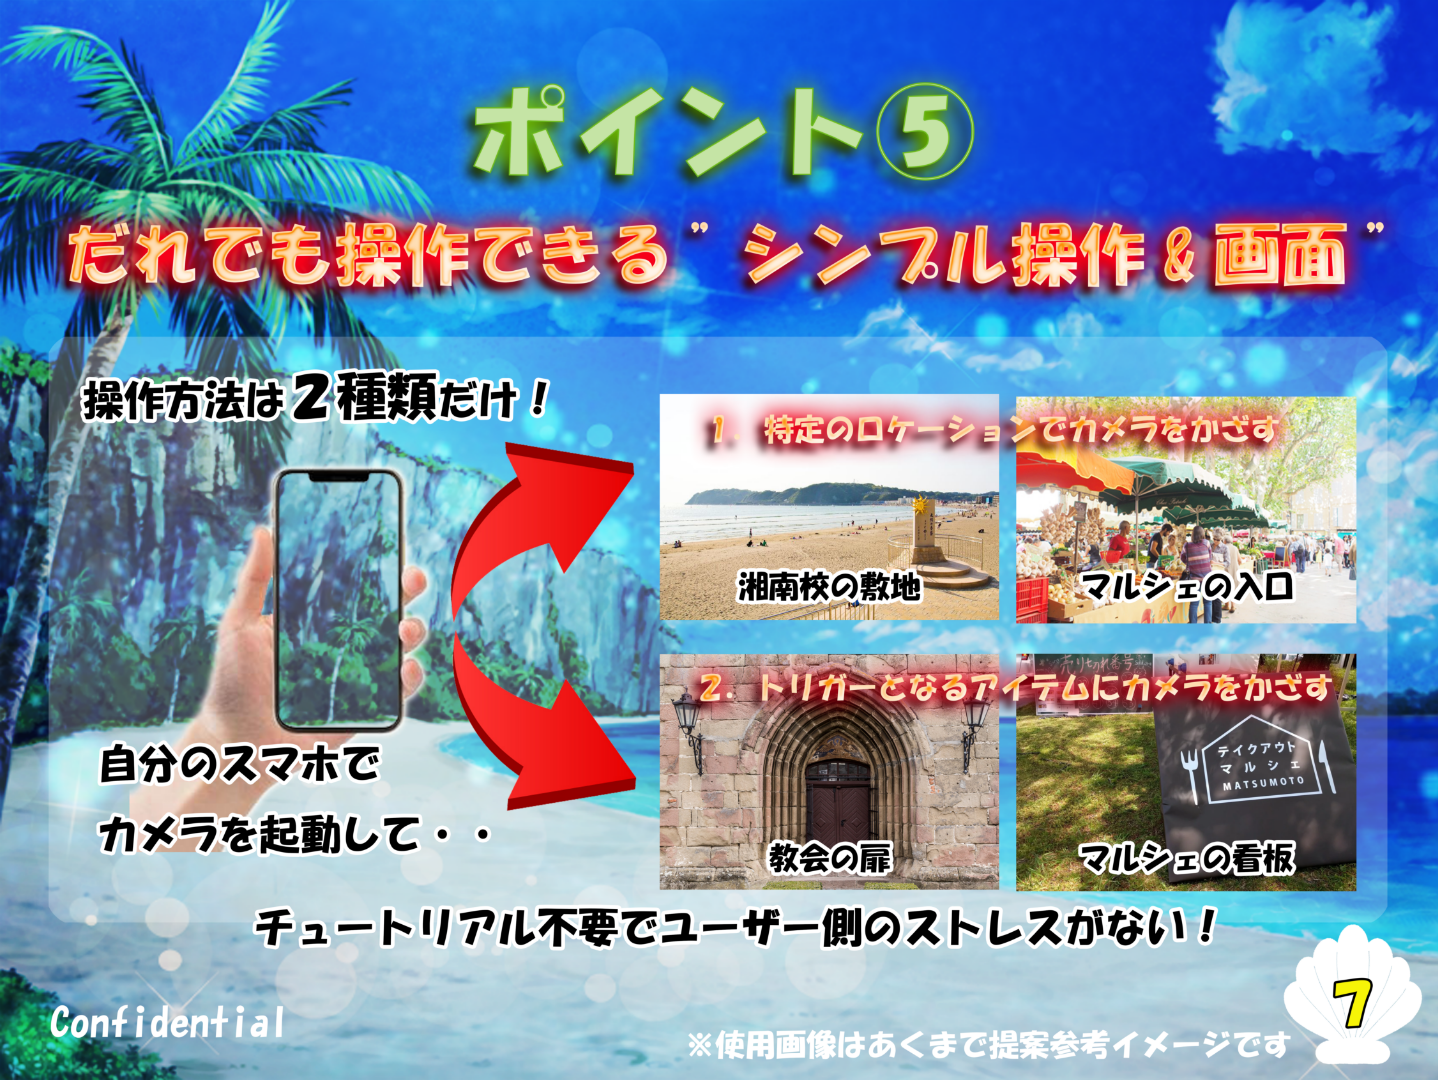 ポイント⑤
だれでも操作できる”シンプル操作&画面”
操作方法は2種類だけ！
1．特定のロケーションでカメラをかざす
湘南校の敷地
マルシェの入口
2．トリガーとなるアイテムにカメラをかざす
売り切れ番号
テイクアウト
マルシェ
MATSUMOTO
教会の扉
マルシェの看板
自分のスマホで
カメラを起動して・・
チュートリアル不要でユーザー側のストレスがない！
Confidential
※使用画像はあくまで提案参考イメージです
7